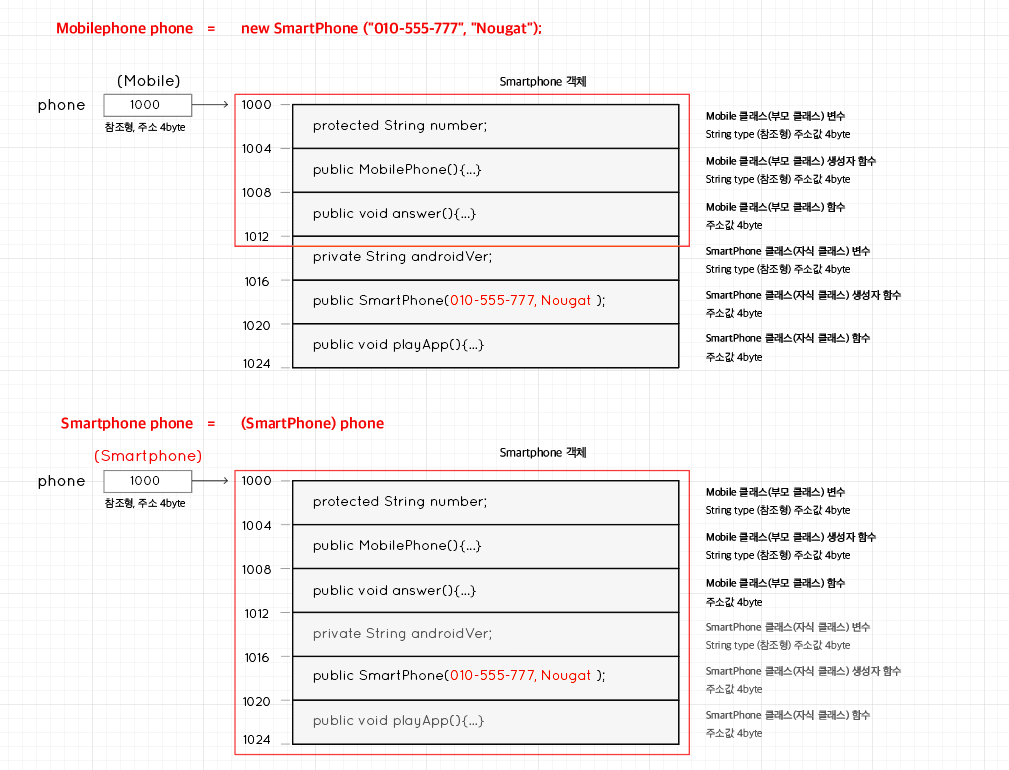 Mobilephone phone = new SmartPhone ("010-555-777", "Nougat");
(Mobile)
Smartphone 객체
phone 1000
참조형, 주소 4byte
1000
protected String number;
Mobile 클래스(부모 클래스) 변수
String type (참조형) 주소값 4byte
1004
public MobilePhone(){...}
Mobile 클래스(부모 클래스) 생성자 함수
String type (참조형) 주소값 4byte
1008
public void answer(){...}
Mobile 클래스(부모 클래스) 함수
주소값 4byte
1012
private String androidVer;
SmartPhone 클래스(자식 클래스) 변수
String type (참조형) 주소값 4byte
1016
public SmartPhone(010-555-777, Nougat );
SmartPhone 클래스(자식 클래스) 생성자 함수
주소값 4byte
1020
public void playApp(){...}
SmartPhone 클래스(자식 클래스) 함수
주소값 4byte
1024
Smartphone phone = (SmartPhone) phone
(Smartphone)
Smartphone 객체
phone 1000
참조형, 주소 4byte
1000
protected String number;
Mobile 클래스(부모 클래스) 변수
String type (참조형) 주소값 4byte
1004
public MobilePhone(){...}
Mobile 클래스(부모 클래스) 생성자 함수
String type (참조형) 주소값 4byte
1008
public void answer(){...}
Mobile 클래스(부모 클래스) 함수
주소값 4byte
1012
private String androidVer;
SmartPhone 클래스(자식 클래스) 변수
String type (참조형) 주소값 4byte
1016
public SmartPhone(010-555-777, Nougat );
SmartPhone 클래스(자식 클래스) 생성자 함수
주소값 4byte
1020
public void playApp(){...}
SmartPhone 클래스(자식 클래스) 함수
주소값 4byte
1024